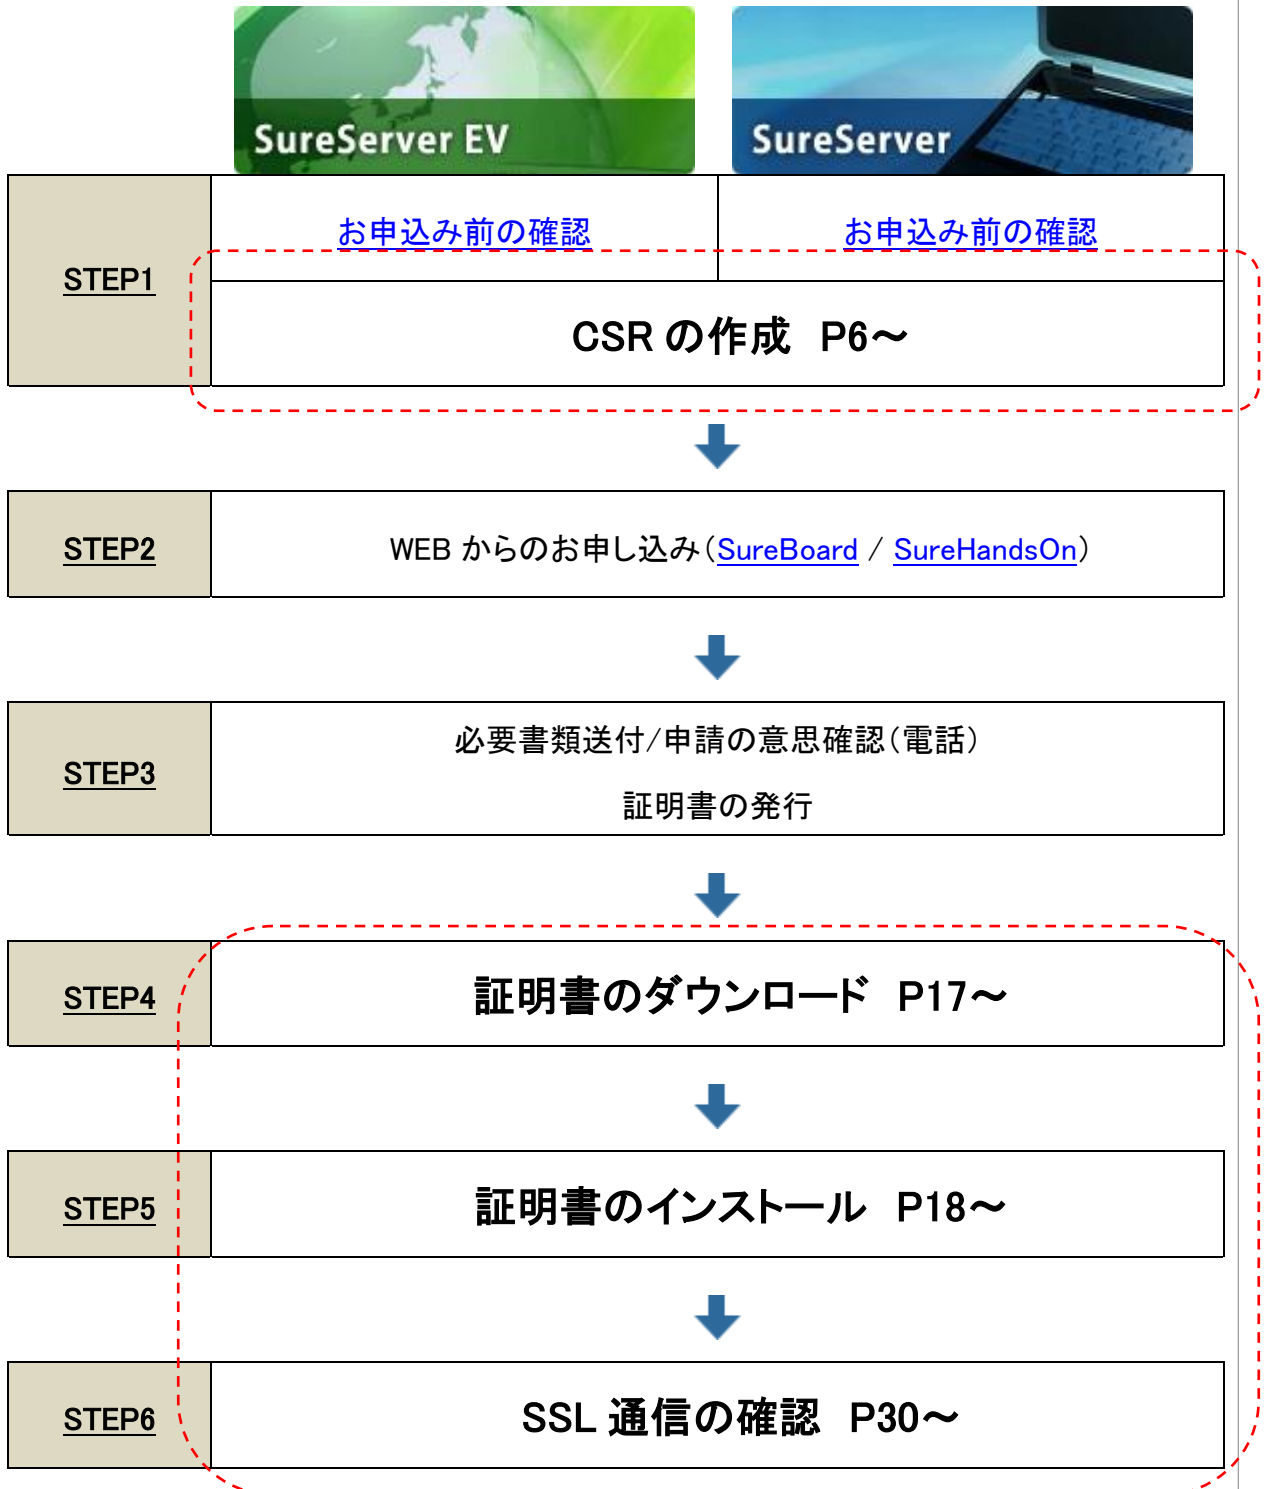 SureServer EV
SureServer
お申込み前の確認
お申込み前の確認
STEP1
CSR の作成 P6～
STEP2
WEB からのお申し込み（SureBoard / SureHandsOn）
STEP3
必要書類送付/申請の意思確認（電話）
証明書の発行
STEP4
証明書のダウンロード P17～
STEP5
証明書のインストール P18～
STEP6
SSL 通信の確認 P30～